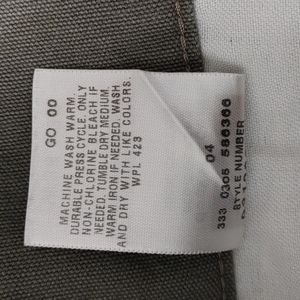 GO 00
MACHINE WASH WARM.
DURABLE PRESS CYCLE. ONLY
NON-CHLORINE BLEACH IF
NEEDED. TUMBLE DRY MEDIUM.
WARM IRON IF NEEDED. WASH
AND DRY WITH LIKE COLORS.
WPL 423
04
333 0305 586366
STYLE NUMBER